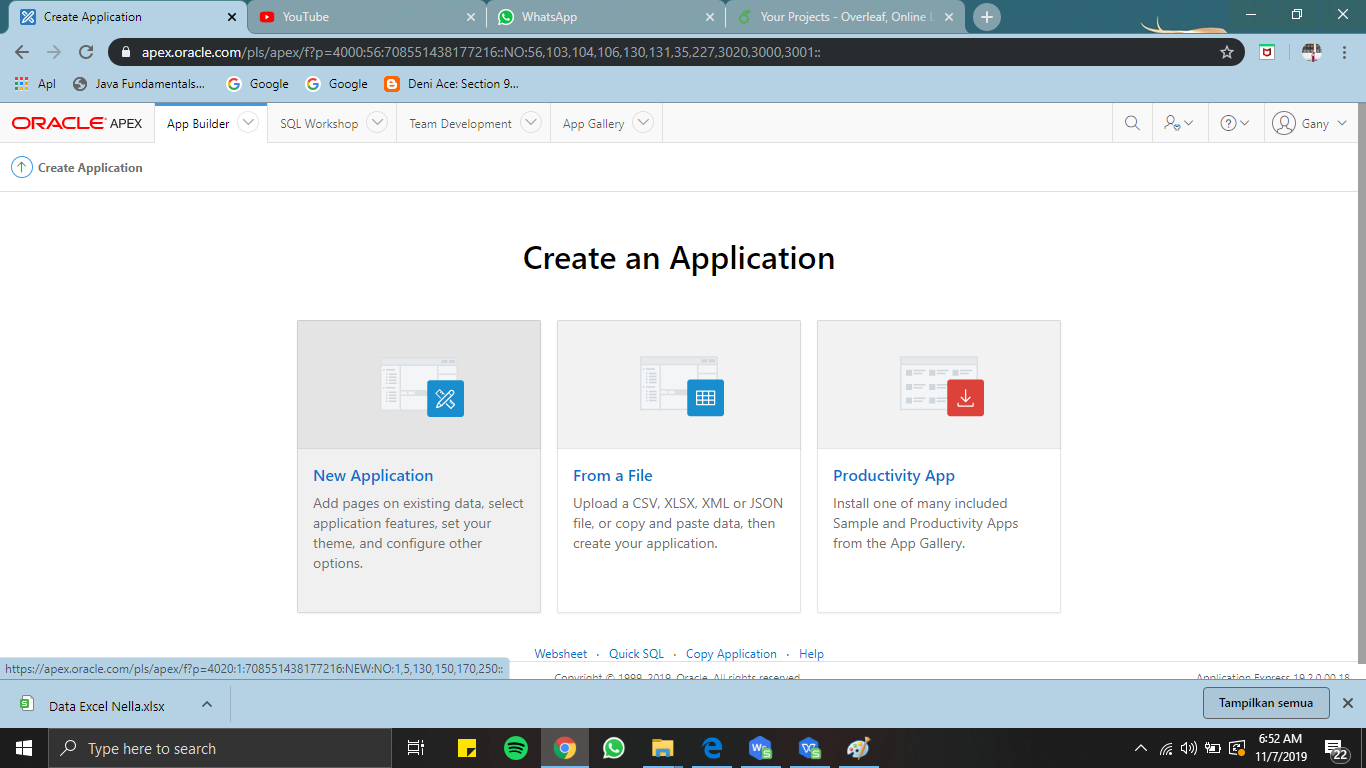 Create Application
YouTube
WhatsApp
Your Projects - Overleaf, Online L
apex.oracle.com/pls/apex/f?p=4000:56:708551438177216::NO:56,103,104,106,130,131,35,227,3020,3000,3001::
Apl
Java Fundamentals...
Google
Google
Deni Ace: Section 9...
ORACLE APEX
App Builder
SQL Workshop
Team Development
App Gallery
Gany
Create Application
Create an Application
New Application
Add pages on existing data, select
application features, set your
theme, and configure other
options.
From a File
Upload a CSV, XLSX, XML or JSON
file, or copy and paste data, then
create your application.
Productivity App
Install one of many included
Sample and Productivity Apps
from the App Gallery.
Websheet · Quick SQL · Copy Application · Help
https://apex.oracle.com/pls/apex/f?p=4020:1:708551438177216:NEW:NO:1,5,130,150,170,250::
Copyright © 1999, 2019, Oracle. All rights reserved.
Application Express 19.2.0.00.18
Data Excel Nella.xlsx
Tampilkan semua
Type here to search
6:52 AM
11/7/2019
22